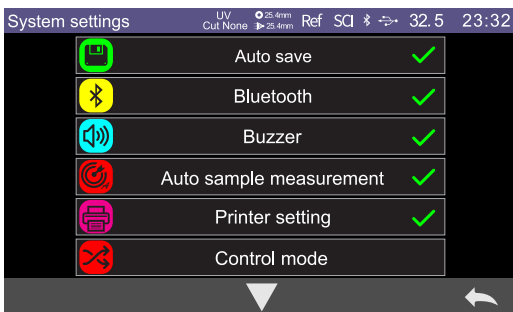 System settings
UV Cut None
25.4mm
25.4mm
Ref SCI 32.5 23:32
Auto save
Bluetooth
Buzzer
Auto sample measurement
Printer setting
Control mode